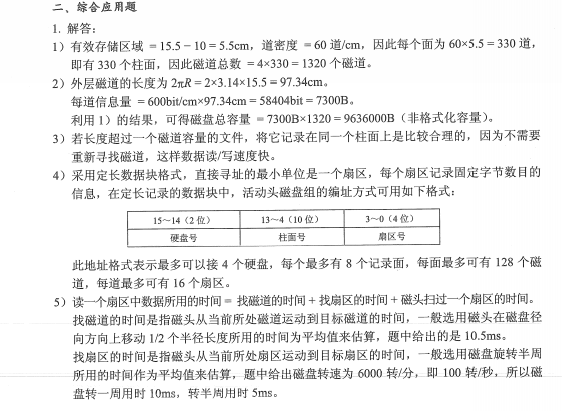 二、综合应用题
1. 解答：
1）有效存储区域 = 15.5 − 10 = 5.5cm，道密度 = 60 道/cm，因此每个面为 60×5.5 = 330 道，
即有 330 个柱面，因此磁道总数 = 4×330 = 1320 个磁道。
2）外层磁道的长度为 2πR = 2×3.14×15.5 = 97.34cm。
每道信息量 = 600bit/cm×97.34cm = 58404bit = 7300B。
利用 1）的结果，可得磁盘总容量 = 7300B×1320 = 9636000B（非格式化容量）。
3）若长度超过一个磁道容量的文件，将它记录在同一个柱面上是比较合理的，因为不需要
重新寻找磁道，这样数据读/写速度快。
4）采用定长数据块格式，直接寻址的最小单位是一个扇区，每个扇区记录固定字节数目的
信息，在定长记录的数据块中，活动头磁盘组的编址方式可用如下格式：
15～14（2 位） 13～4（10 位） 3～0（4 位）
硬盘号 柱面号 扇区号
此地址格式表示最多可以接 4 个硬盘，每个最多有 8 个记录面，每面最多可有 128 个磁
道，每道最多可有 16 个扇区。
5）读一个扇区中数据所用的时间 = 找磁道的时间 + 找扇区的时间 + 磁头扫过一个扇区的时间。
找磁道的时间是指磁头从当前所处磁道运动到目标磁道的时间，一般选用磁头在磁盘径
向方向上移动 1/2 个半径长度所用的时间为平均值来估算，题中给出的是 10.5ms。
找扇区的时间是指磁头从当前所处扇区运动到目标扇区的时间，一般选用磁盘旋转半周
所用的时间作为平均值来估算，题中给出磁盘转速为 6000 转/分，即 100 转/秒，所以磁
盘转一周用时 10ms，转半周用时 5ms。